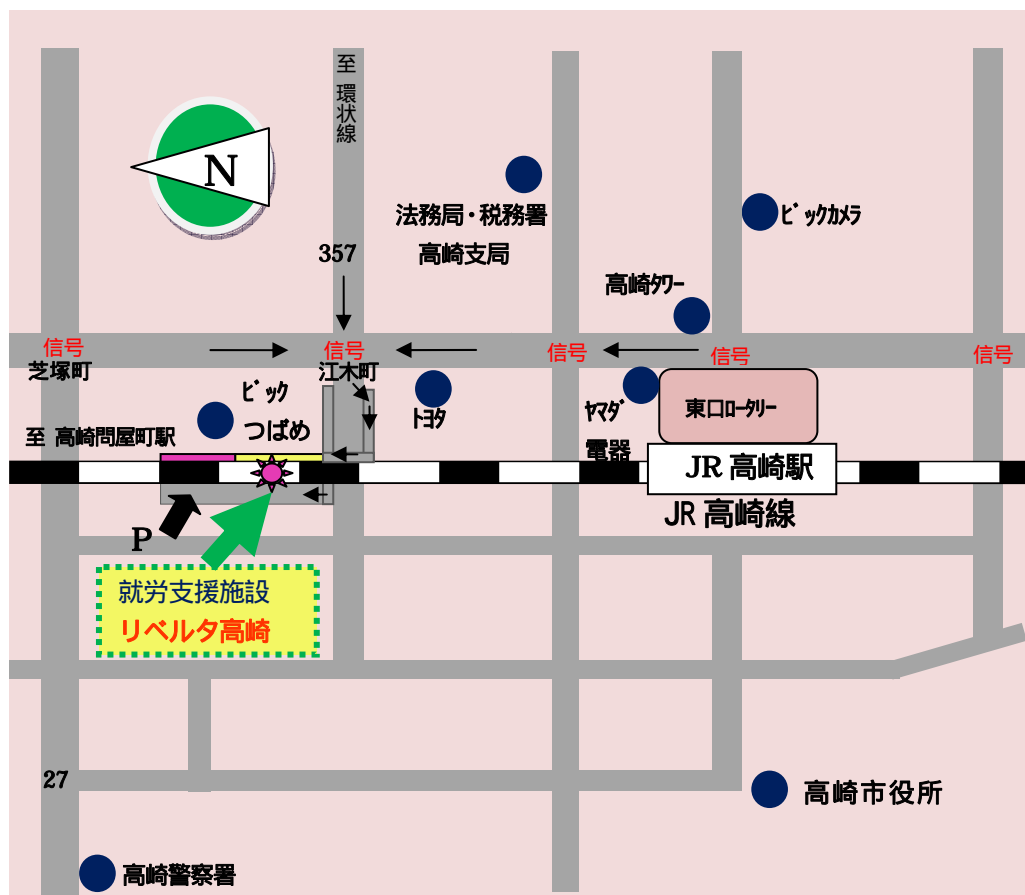 至 環状線
N
法務局・税務署
高崎支局
ﾋﾞｯｸｶﾒﾗ
357
高崎ﾀﾜｰ
信号
信号
信号
信号
信号
芝塚町
江木町
ﾋﾞｯｸ
つばめ
ﾄﾖﾀ
ﾔﾏﾀﾞ
電器
東口ﾛｰﾀﾘｰ
至 高崎問屋町駅
JR 高崎駅
JR 高崎線
P
就労支援施設
リベルタ高崎
27
高崎市役所
高崎警察署